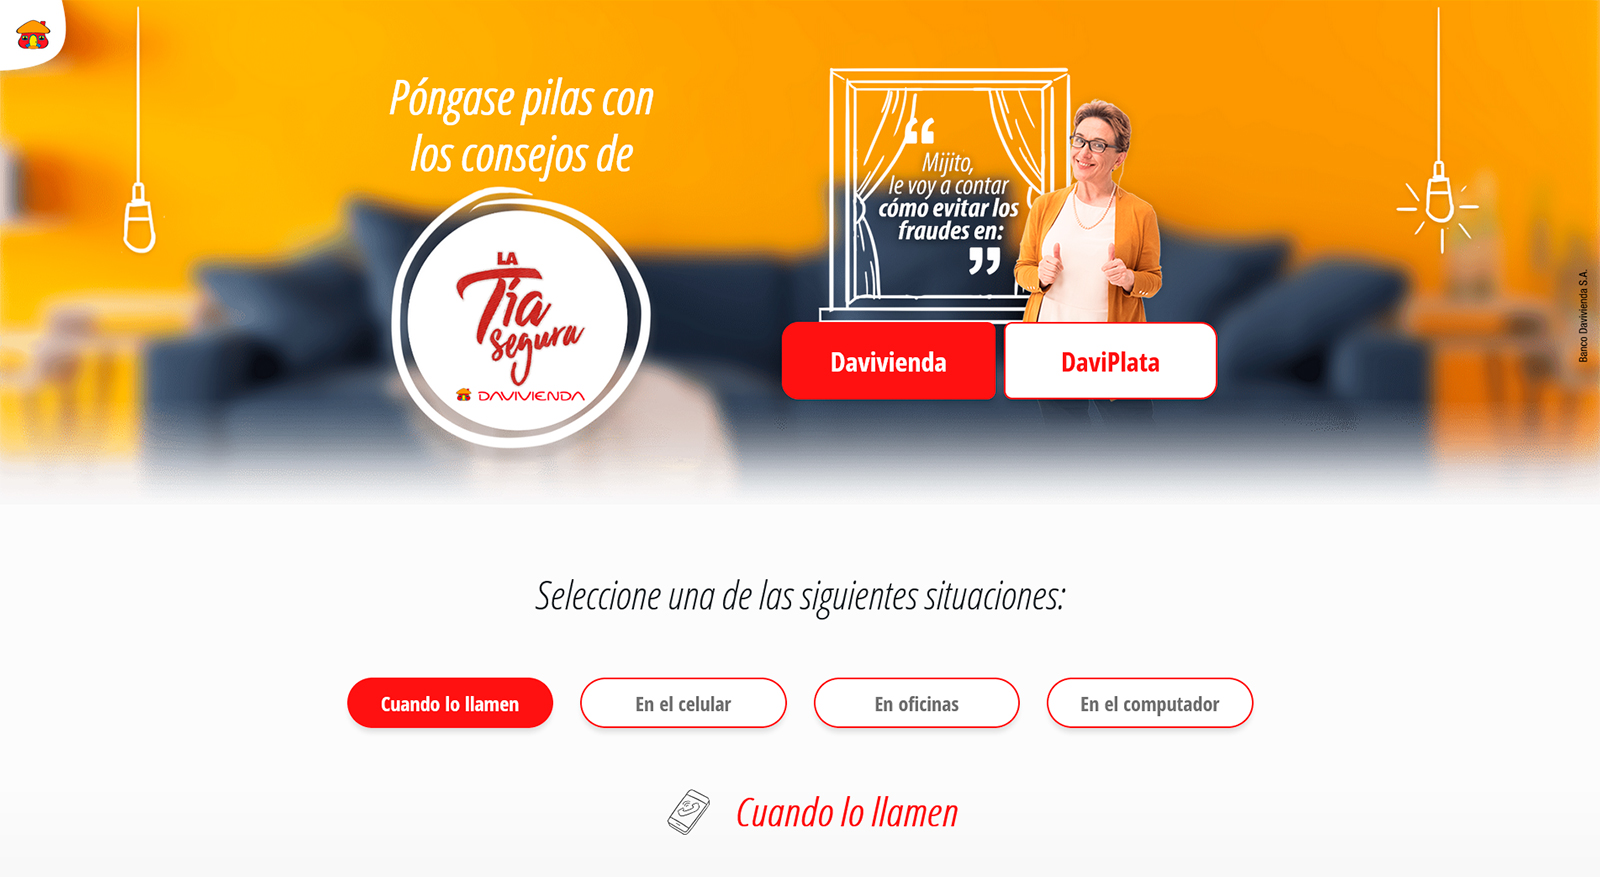 Póngase pilas con
los consejos de
LA
Tía
segura
DAVIVIENDA
“
Mijito,
le voy a contar
cómo evitar los
fraudes en:
”
Davivienda
DaviPlata
Banco Davivienda S.A.
Seleccione una de las siguientes situaciones:
Cuando lo llamen
En el celular
En oficinas
En el computador
Cuando lo llamen